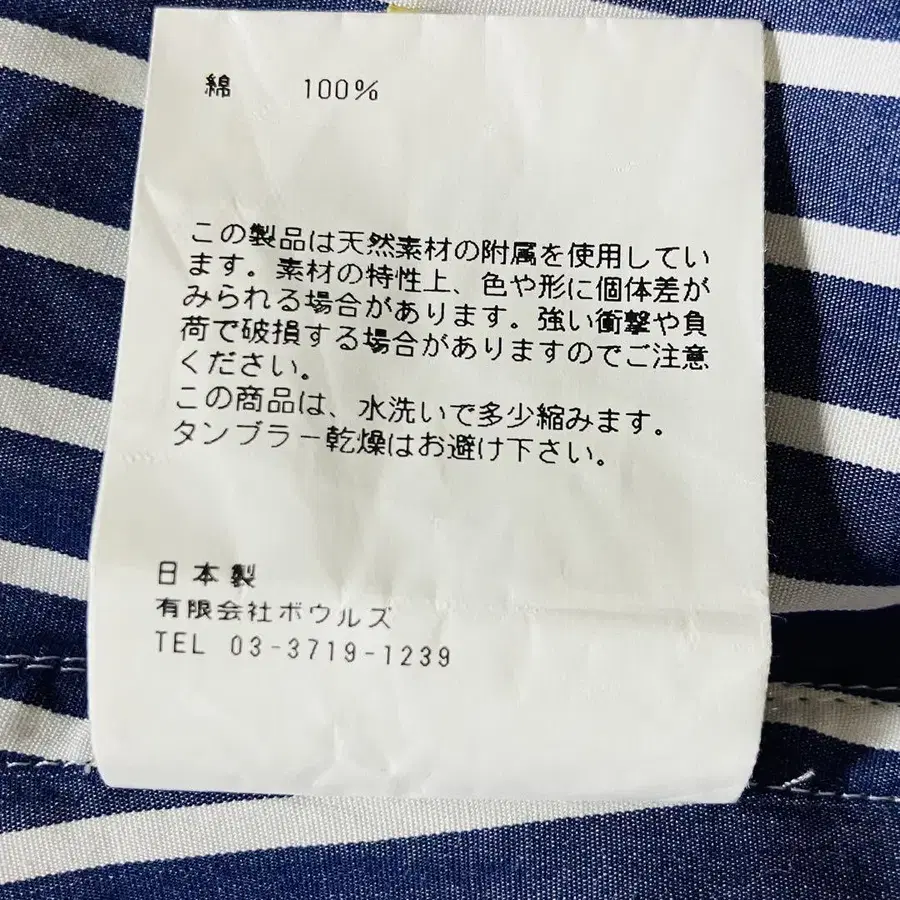 綿 100%
この製品は天然素材の附属を使用してい
ます。素材の特性上、色や形に個体差が
みられる場合があります。強い衝撃や負
荷で破損する場合がありますのでご注意
ください。
この商品は、水洗いで多少縮みます。
タンブラー乾燥はお避け下さい。
日本製
有限会社ボウルズ
TEL 03-3719-1239